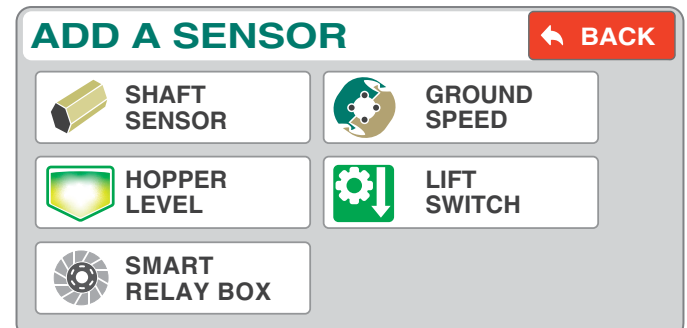 ADD A SENSOR
BACK
SHAFT
SENSOR
GROUND
SPEED
HOPPER
LEVEL
LIFT
SWITCH
SMART
RELAY BOX